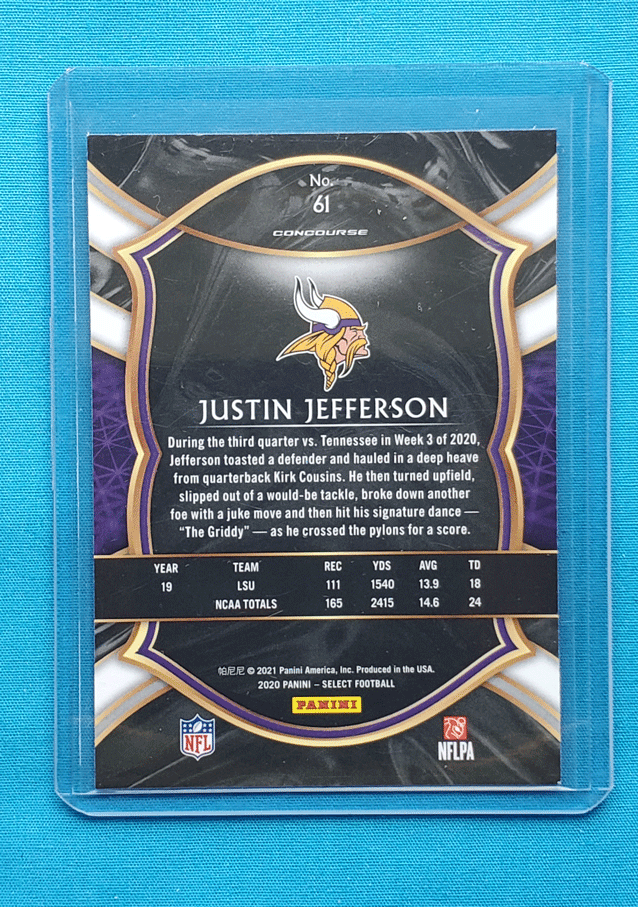 No.
61
CONCOURSE
JUSTIN JEFFERSON
During the third quarter vs. Tennessee in Week 3 of 2020,
Jefferson toasted a defender and hauled in a deep heave
from quarterback Kirk Cousins. He then turned upfield,
slipped out of a would-be tackle, broke down another
foe with a juke move and then hit his signature dance —
“The Griddy” — as he crossed the pylons for a score.
YEAR TEAM REC YDS AVG TD
19 LSU 111 1540 13.9 18
NCAA TOTALS 165 2415 14.6 24
帕尼尼 © 2021 Panini America, Inc. Produced in the USA.
2020 PANINI – SELECT FOOTBALL
PANINI
NFL
NFLPA